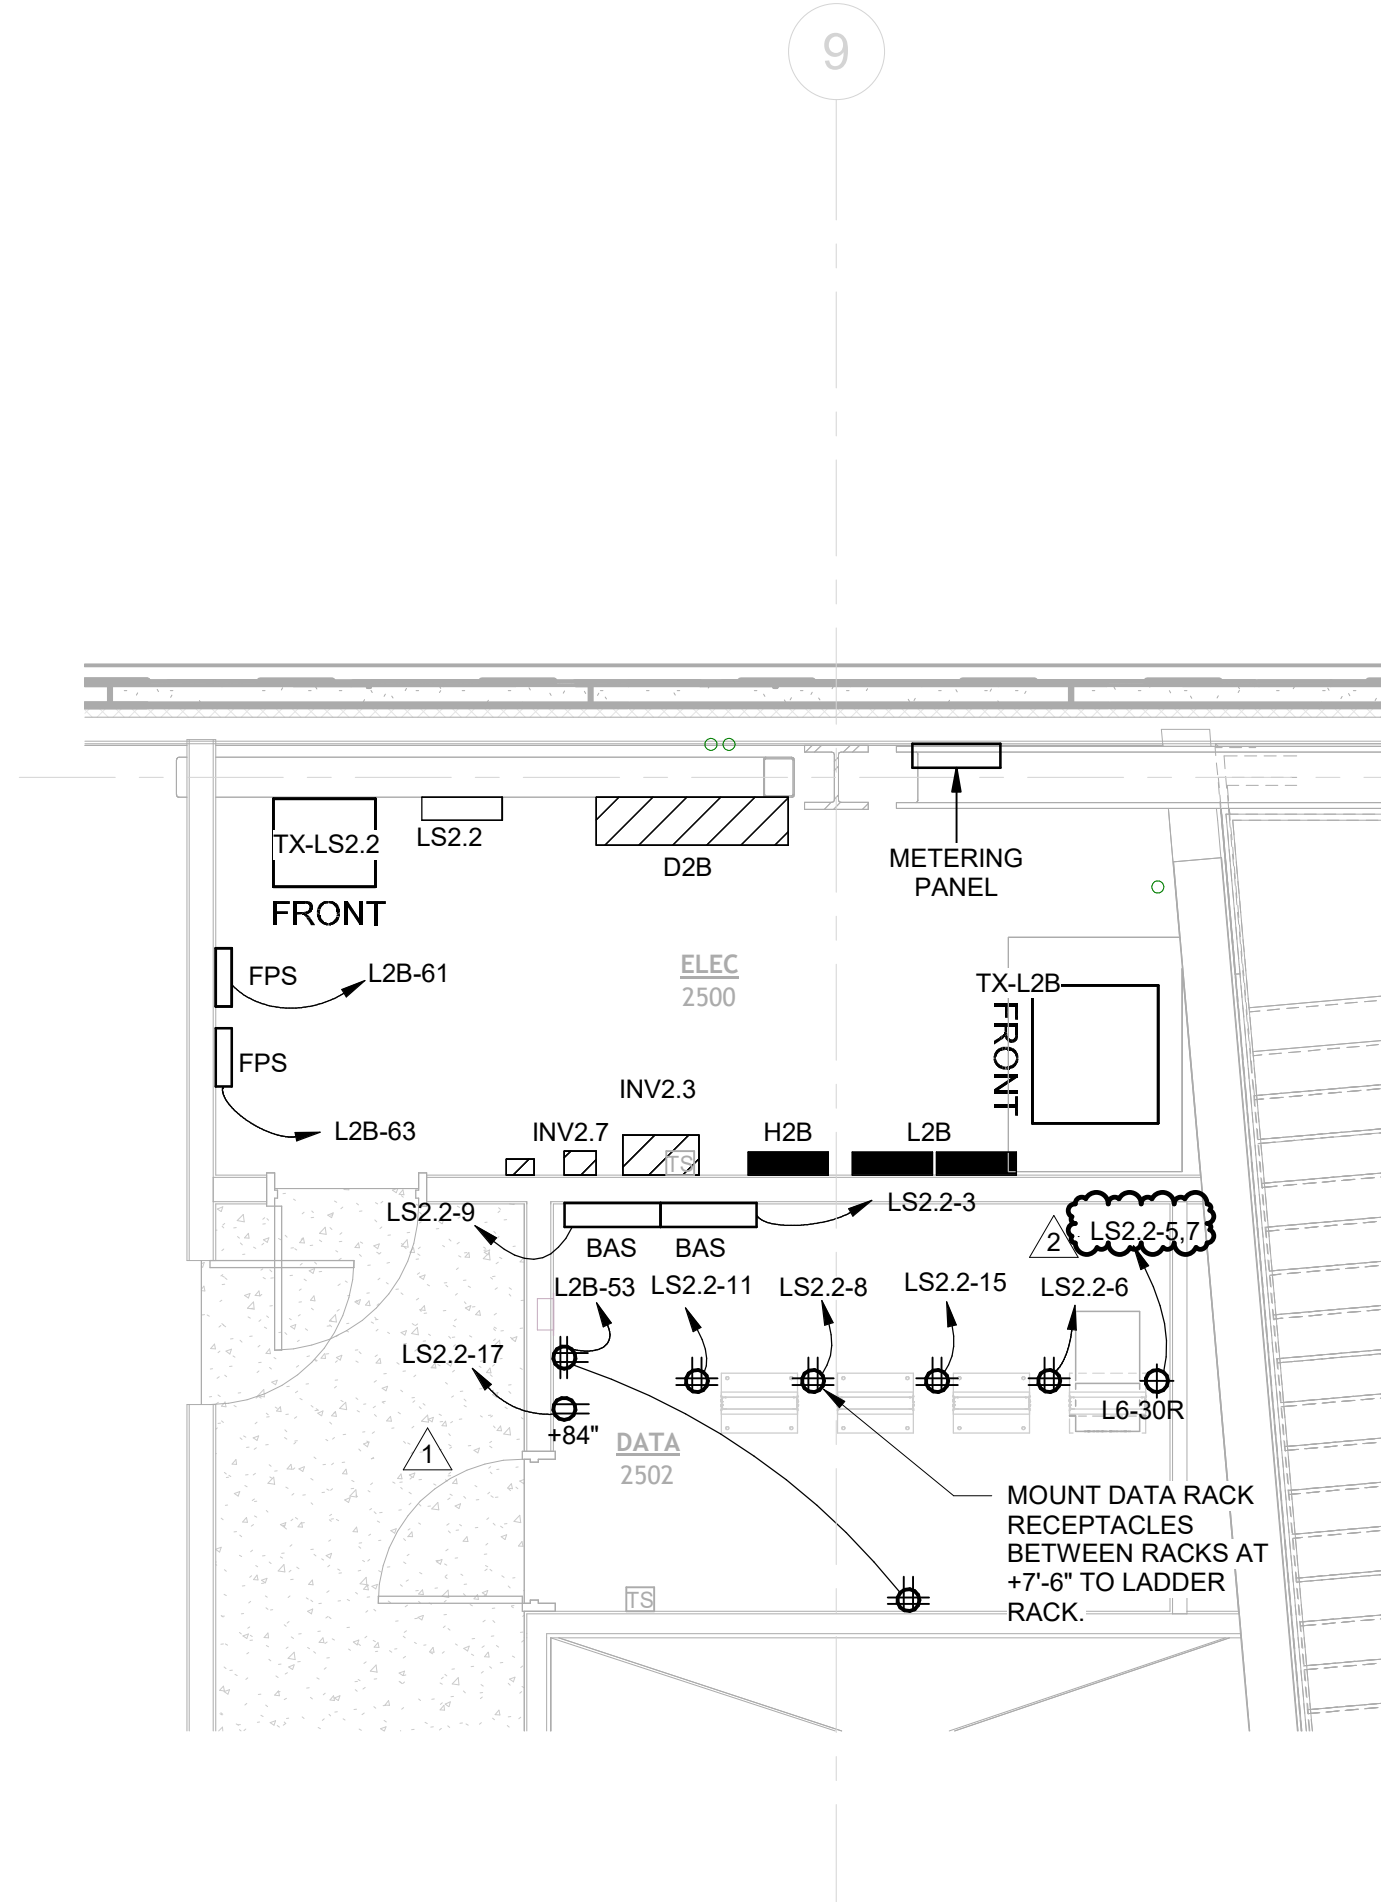 9
TX-LS2.2
FRONT
LS2.2
D2B
METERING
PANEL
FPS
L2B-61
ELEC
2500
TX-L2B
FRONT
FPS
L2B-63
INV2.3
INV2.7
H2B
L2B
TS
LS2.2-9
BAS
BAS
LS2.2-3
2
LS2.2-5,7
L2B-53
LS2.2-11
LS2.2-8
LS2.2-15
LS2.2-6
LS2.2-17
+84"
L6-30R
1
DATA
2502
MOUNT DATA RACK
RECEPTACLES
BETWEEN RACKS AT
+7'-6" TO LADDER
RACK.
TS